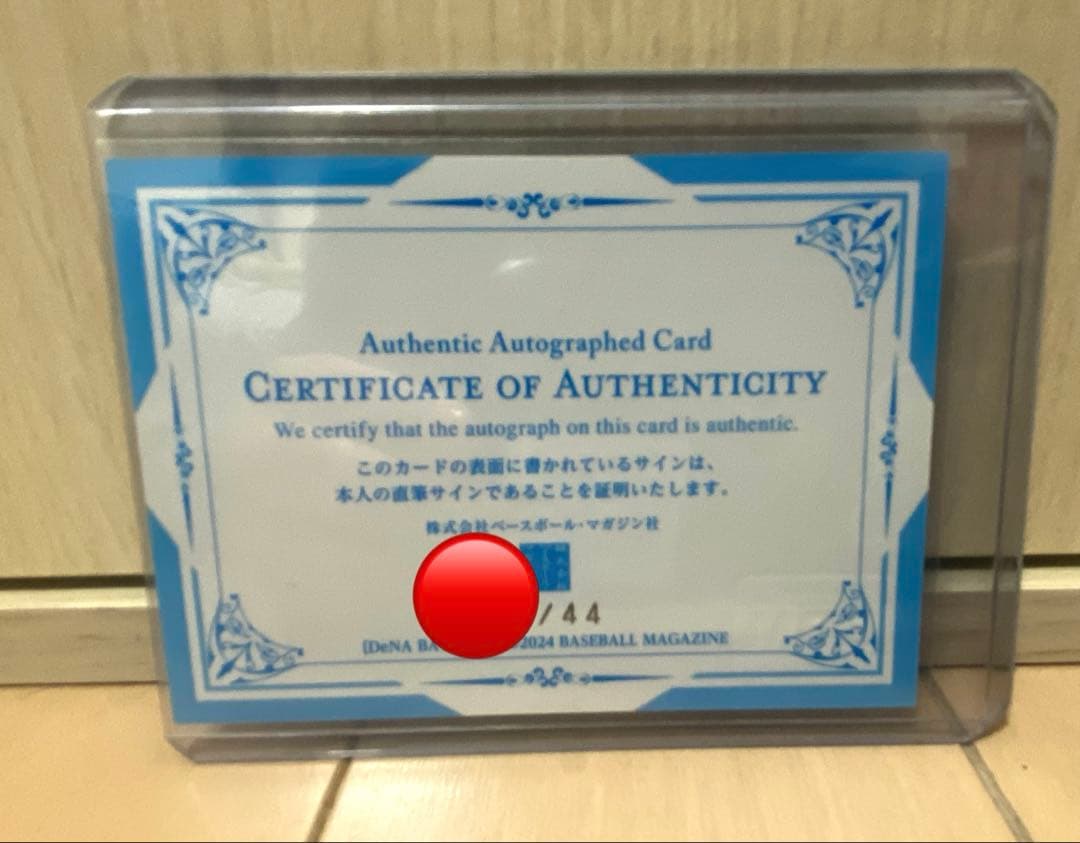 Authentic Autographed Card
CERTIFICATE OF AUTHENTICITY
We certify that the autograph on this card is authentic.
このカードの表面に書かれているサインは、
本人の直筆サインであることを証明いたします。
株式会社ベースボール・マガジン社
/44
(DeNA BA 2024 BASEBALL MAGAZINE